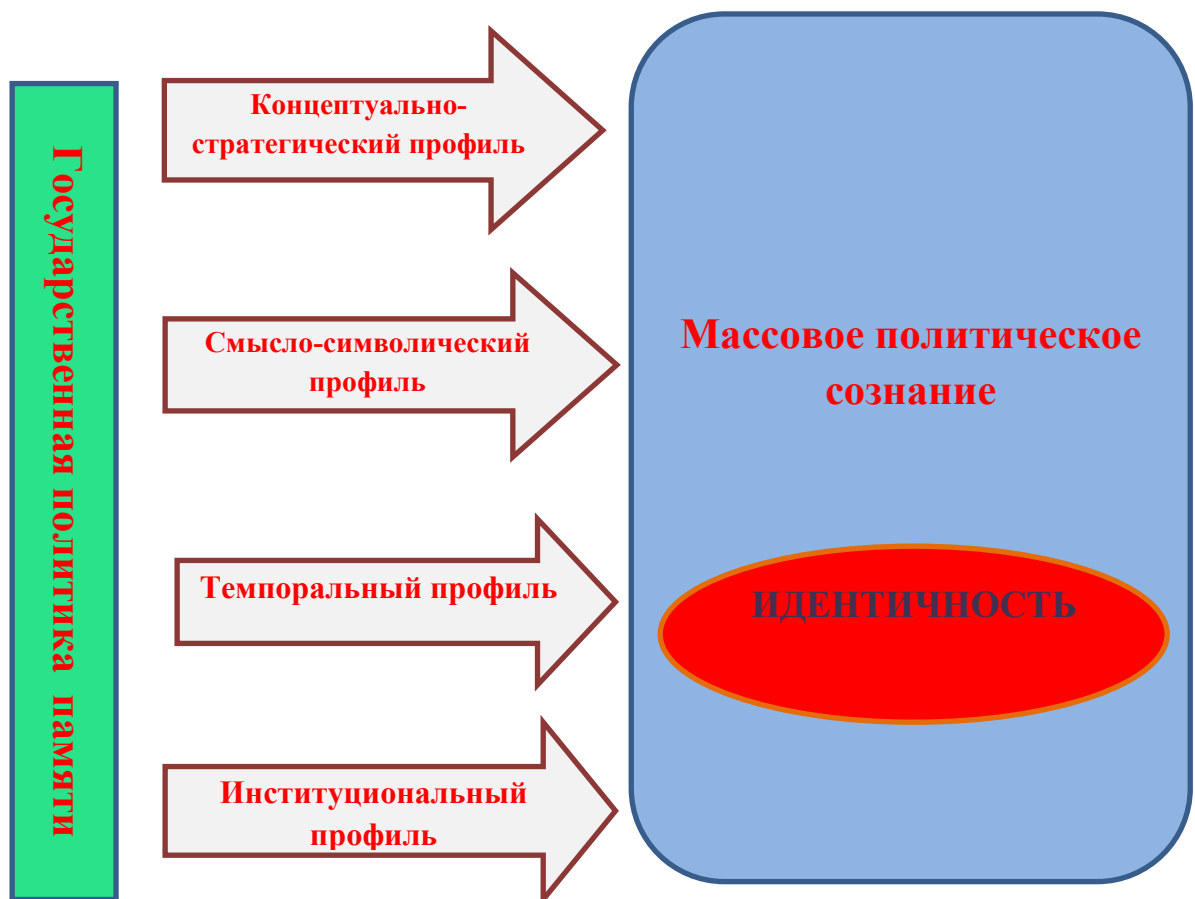 Государственная политика памяти
Концептуально-
стратегический профиль
Смысло-символический
профиль
Темпоральный профиль
Институциональный
профиль
Массовое политическое
сознание
ИДЕНТИЧНОСТЬ